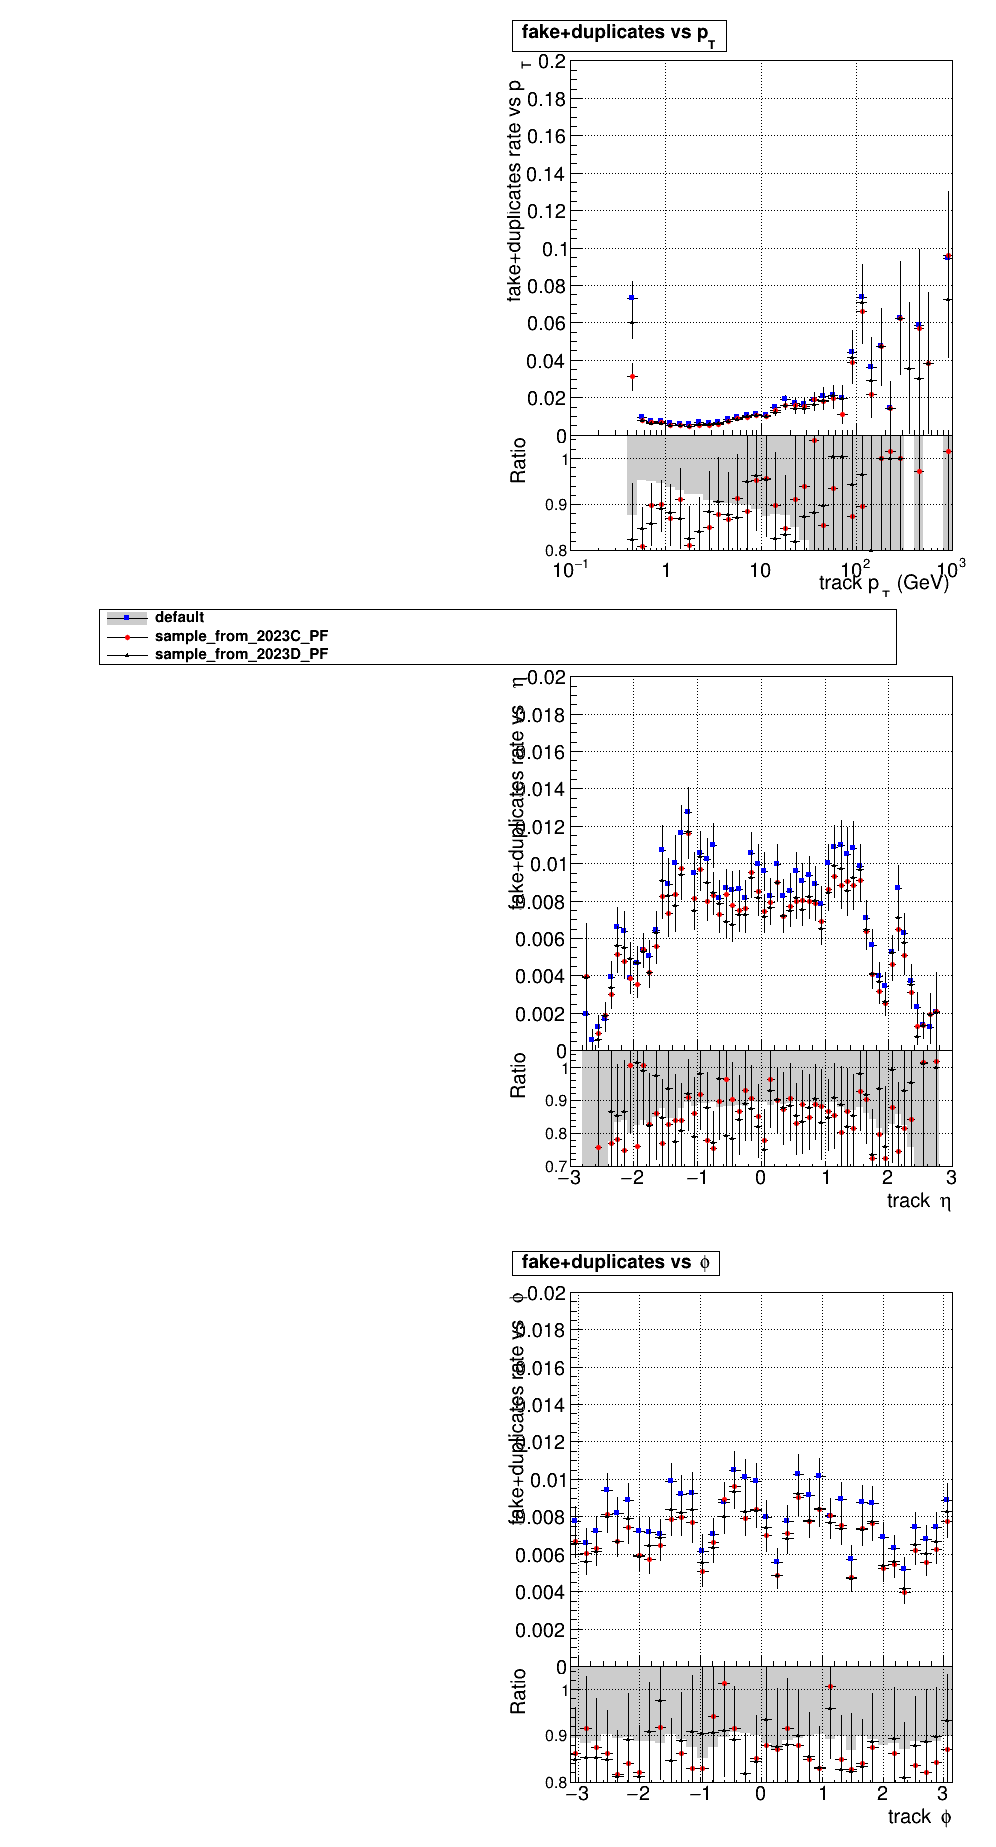 fake+duplicates vs p_T
fake+duplicates rate vs p_T
0.2
0.18
0.16
0.14
0.12
0.1
0.08
0.06
0.04
0.02
0
Ratio
1
0.9
0.8
10⁻¹ 1 10 10² 10³
track p_T (GeV)
default
sample_from_2023C_PF
sample_from_2023D_PF
fake+duplicates rate vs η
0.02
0.018
0.016
0.014
0.012
0.01
0.008
0.006
0.004
0.002
0
Ratio
1
0.9
0.8
0.7
−3 −2 −1 0 1 2 3
track η
fake+duplicates vs ϕ
fake+duplicates rate vs ϕ
0.02
0.018
0.016
0.014
0.012
0.01
0.008
0.006
0.004
0.002
0
Ratio
1
0.9
0.8
−3 −2 −1 0 1 2 3
track ϕ